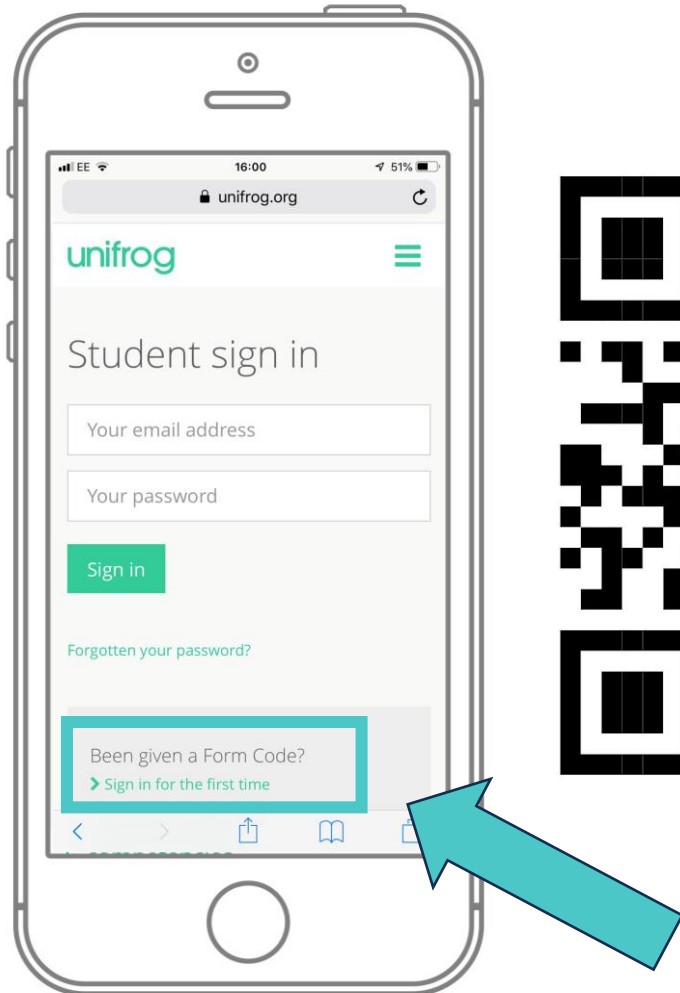 EE 16:00 51%
unifrog.org
unifrog
Student sign in
Your email address
Your password
Sign in
Forgotten your password?
Been given a Form Code?
Sign in for the first time